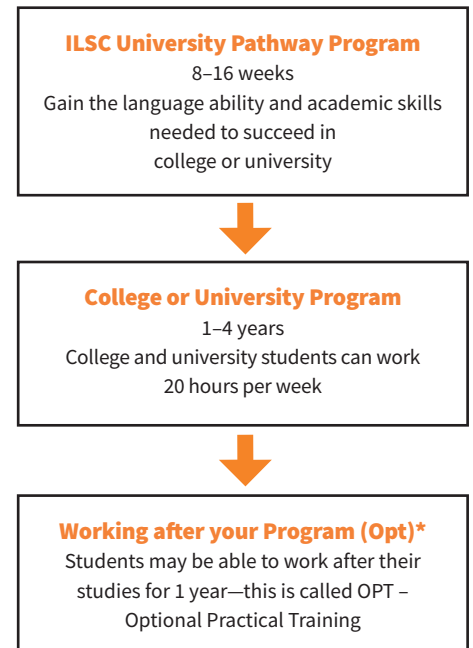 ILSC University Pathway Program
8–16 weeks
Gain the language ability and academic skills
needed to succeed in
college or university
College or University Program
1–4 years
College and university students can work
20 hours per week
Working after your Program (Opt)*
Students may be able to work after their
studies for 1 year—this is called OPT –
Optional Practical Training